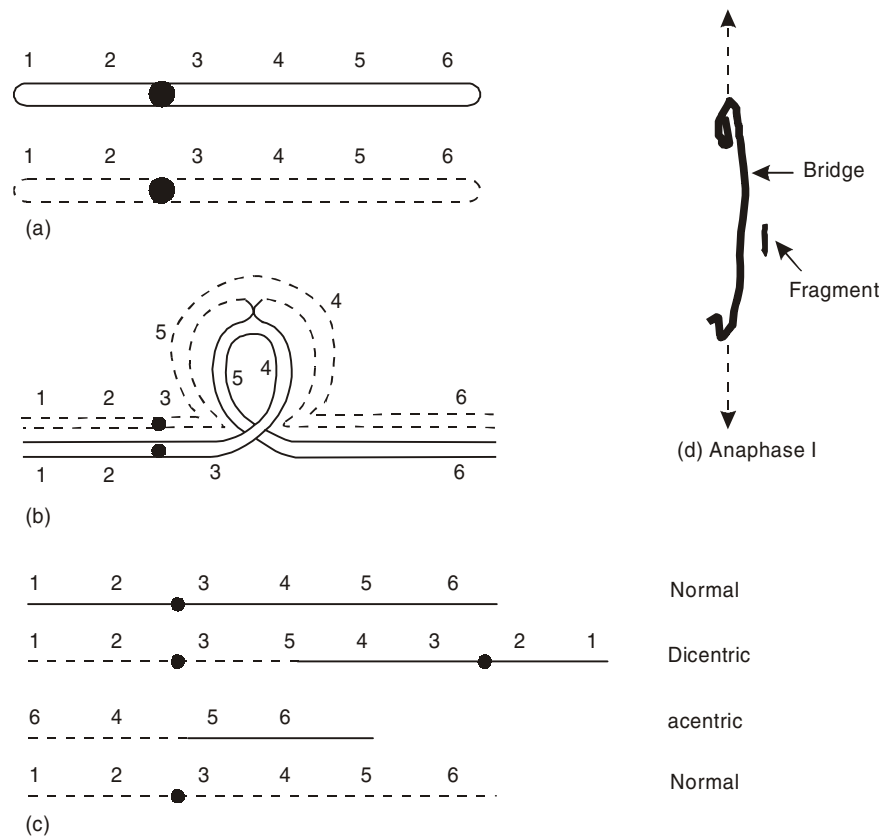 1 2 3 4 5 6
1 2 3 4 5 6
(a)
Bridge
Fragment
(d) Anaphase I
4
5
5 4
1 2 3 6
1 2 3 6
(b)
1 2 3 4 5 6 Normal
1 2 3 5 4 3 2 1 Dicentric
6 4 5 6 acentric
1 2 3 4 5 6 Normal
(c)